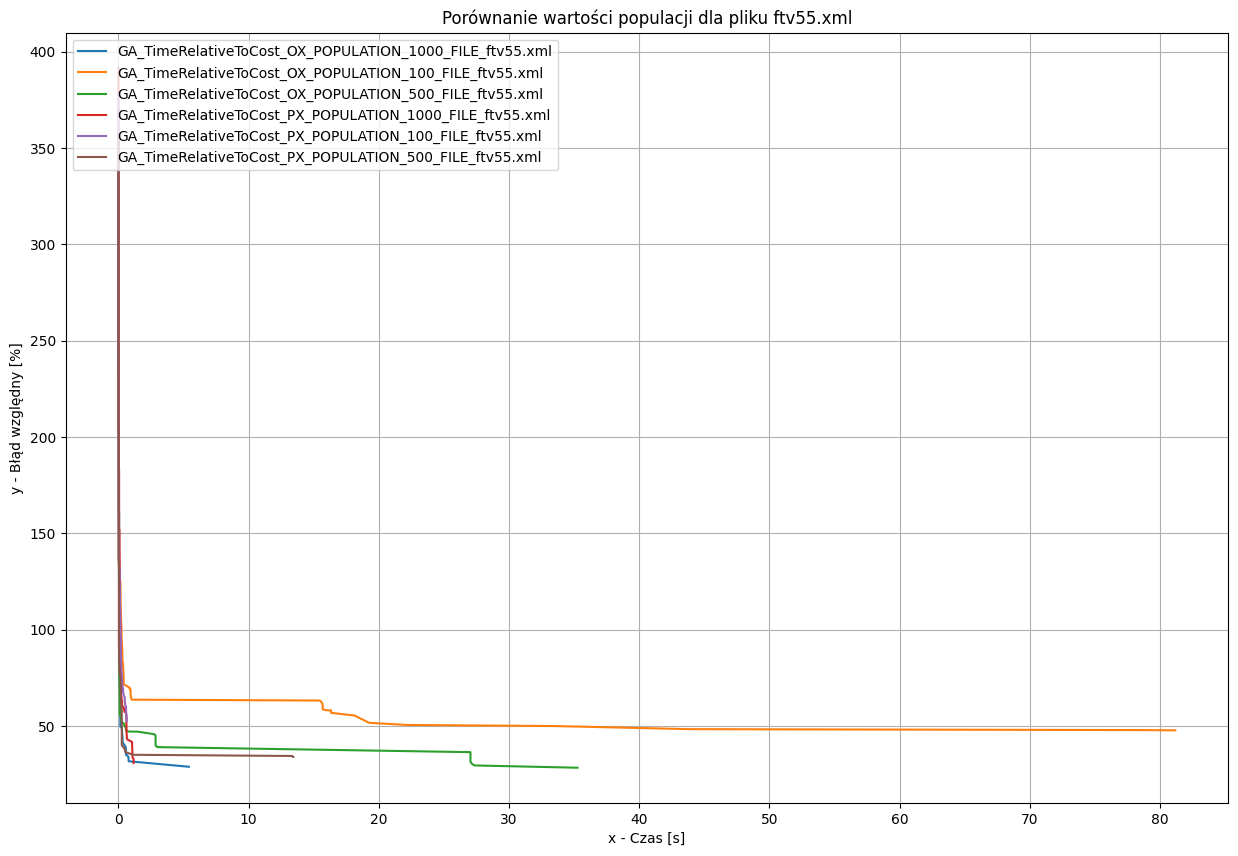 Porównanie wartości populacji dla pliku ftv55.xml
GA_TimeRelativeToCost_OX_POPULATION_1000_FILE_ftv55.xml
GA_TimeRelativeToCost_OX_POPULATION_100_FILE_ftv55.xml
GA_TimeRelativeToCost_OX_POPULATION_500_FILE_ftv55.xml
GA_TimeRelativeToCost_PX_POPULATION_1000_FILE_ftv55.xml
GA_TimeRelativeToCost_PX_POPULATION_100_FILE_ftv55.xml
GA_TimeRelativeToCost_PX_POPULATION_500_FILE_ftv55.xml
y - Błąd względny [%]
400
350
300
250
200
150
100
50
0 10 20 30 40 50 60 70 80
x - Czas [s]